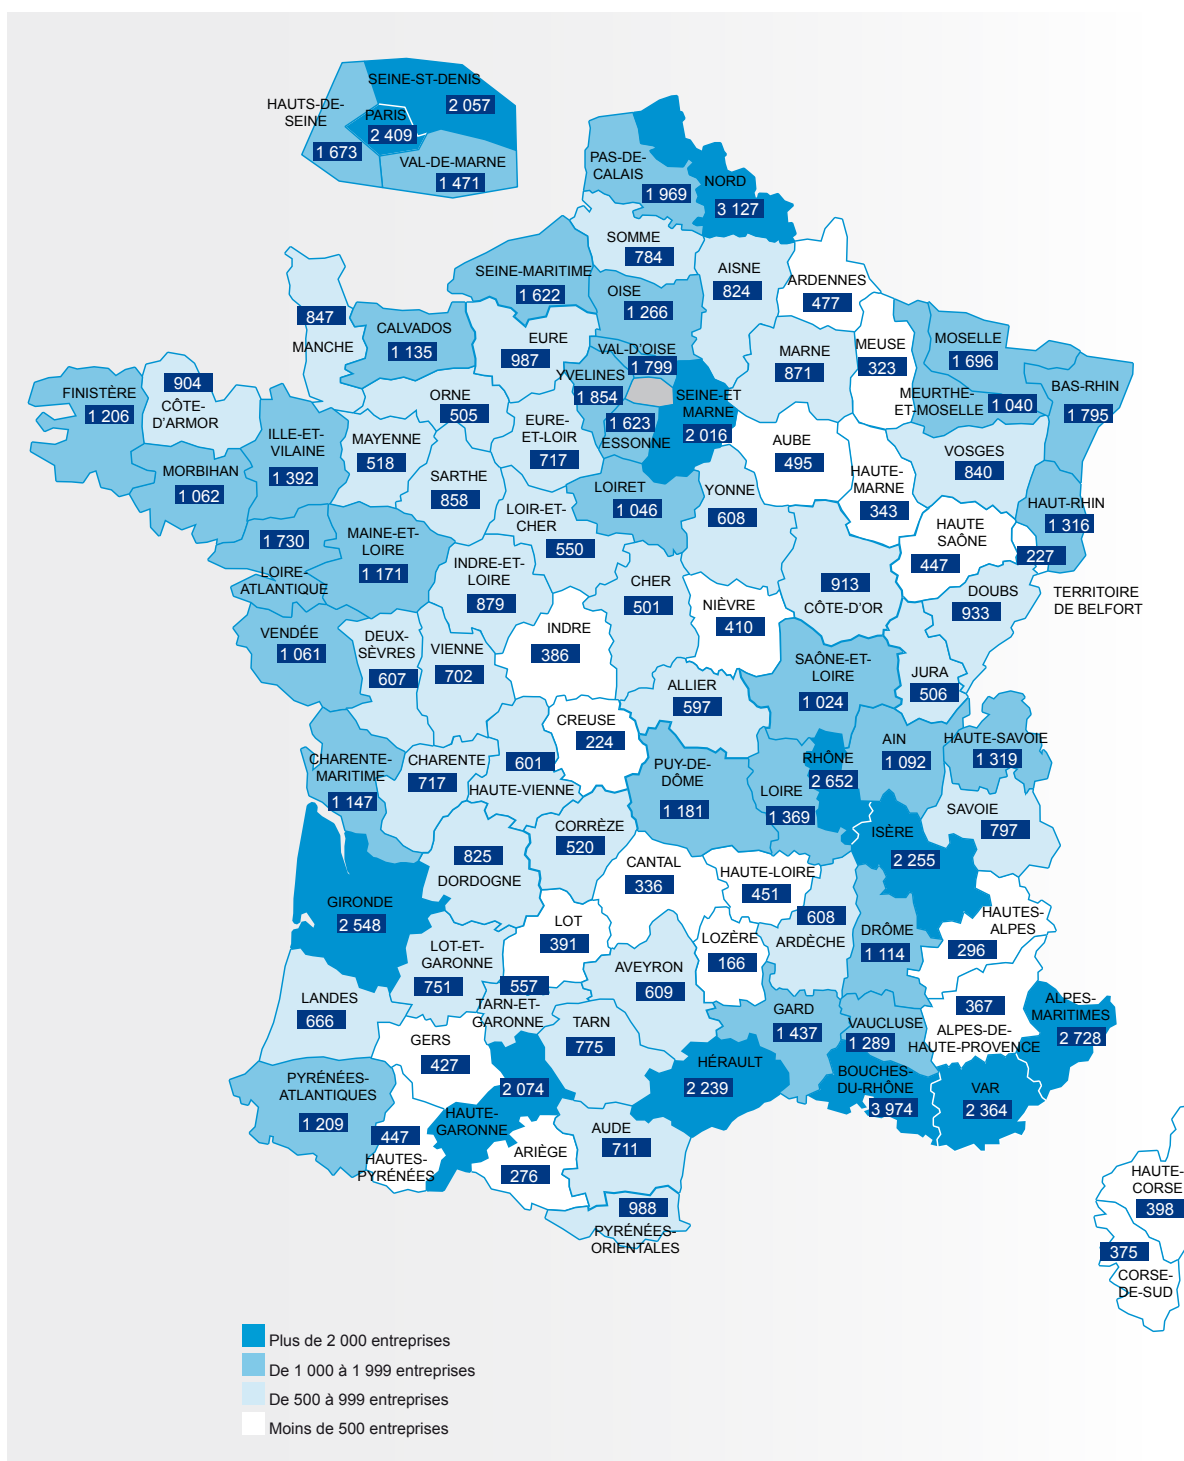 SEINE-ST-DENIS
2 057
HAUTS-DE-
SEINE
1 673
PARIS
2 409
VAL-DE-MARNE
1 471
PAS-DE-
CALAIS
1 969
NORD
3 127
SOMME
784
AISNE
824
ARDENNES
477
SEINE-MARITIME
1 622
OISE
1 266
847
MANCHE
CALVADOS
1 135
EURE
987
VAL-D'OISE
1 799
YVELINES
1 854
SEINE-ET
MARNE
2 016
1 623
ESSONNE
MARNE
871
MEUSE
323
MOSELLE
1 696
MEURTHE-
ET-MOSELLE
1 040
BAS-RHIN
1 795
FINISTÈRE
1 206
904
CÔTE-
D'ARMOR
ORNE
505
ILLE-ET-
VILAINE
1 392
MAYENNE
518
EURE-
ET-LOIR
717
AUBE
495
VOSGES
840
MORBIHAN
1 062
SARTHE
858
LOIRET
1 046
YONNE
608
HAUTE-
MARNE
343
HAUT-RHIN
1 316
LOIR-ET-
CHER
550
HAUTE
SAÔNE
447
227
TERRITOIRE
DE BELFORT
1 730
LOIRE-
ATLANTIQUE
MAINE-ET-
LOIRE
1 171
INDRE-ET-
LOIRE
879
CHER
501
NIÈVRE
410
913
CÔTE-D'OR
DOUBS
933
VENDÉE
1 061
DEUX-
SÈVRES
607
VIENNE
702
INDRE
386
SAÔNE-ET-
LOIRE
1 024
JURA
506
ALLIER
597
CREUSE
224
CHARENTE-
MARITIME
1 147
CHARENTE
717
601
HAUTE-VIENNE
PUY-DE-
DÔME
1 181
LOIRE
1 369
RHÔNE
2 652
AIN
1 092
HAUTE-SAVOIE
1 319
SAVOIE
797
ISÈRE
2 255
CORRÈZE
520
825
DORDOGNE
CANTAL
336
HAUTE-LOIRE
451
608
ARDÈCHE
DRÔME
1 114
HAUTES-
ALPES
296
GIRONDE
2 548
LOT
391
LOZÈRE
166
LOT-ET-
GARONNE
751
557
TARN-ET-
GARONNE
AVEYRON
609
LANDES
666
TARN
775
GARD
1 437
VAUCLUSE
1 289
367
ALPES-DE-
HAUTE-PROVENCE
ALPES-
MARITIMES
2 728
GERS
427
HÉRAULT
2 239
BOUCHES-
DU-RHÔNE
3 974
VAR
2 364
PYRÉNÉES-
ATLANTIQUES
1 209
2 074
HAUTE-
GARONNE
447
HAUTES-
PYRÉNÉES
ARIÈGE
276
AUDE
711
988
PYRÉNÉES-
ORIENTALES
HAUTE-
CORSE
398
375
CORSE-
DE-SUD
Plus de 2 000 entreprises
De 1 000 à 1 999 entreprises
De 500 à 999 entreprises
Moins de 500 entreprises